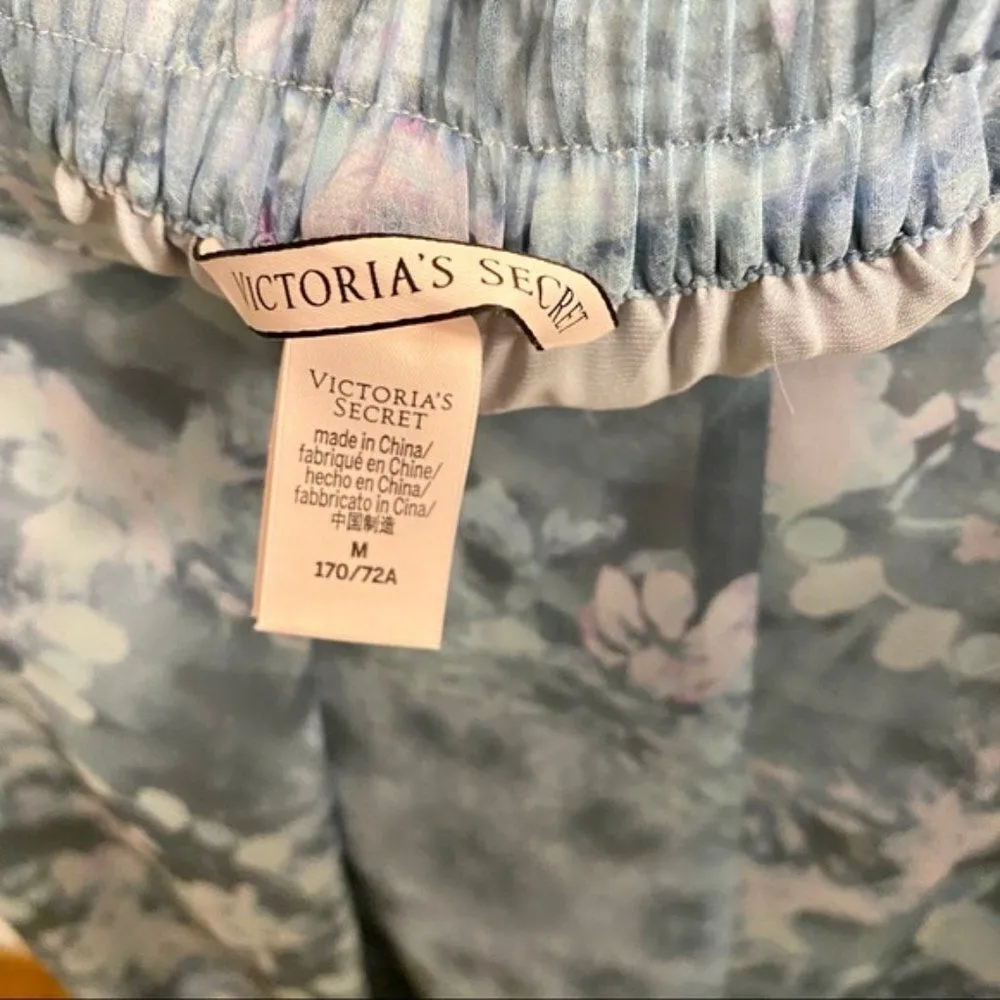 VICTORIA'S SECRET
VICTORIA'S
SECRET
made in China/
fabriqué en Chine/
hecho en China/
fabbricato in Cina/
中国制造
M
170/72A